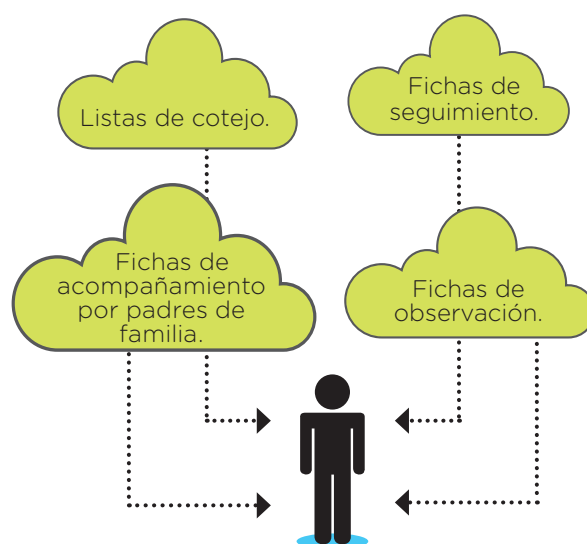 Listas de cotejo.
Fichas de
seguimiento.
Fichas de
acompañamiento
por padres de
familia.
Fichas de
observación.